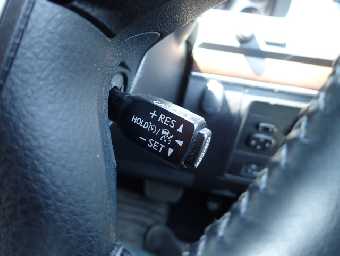 + RES
HOLD(s)/
- SET